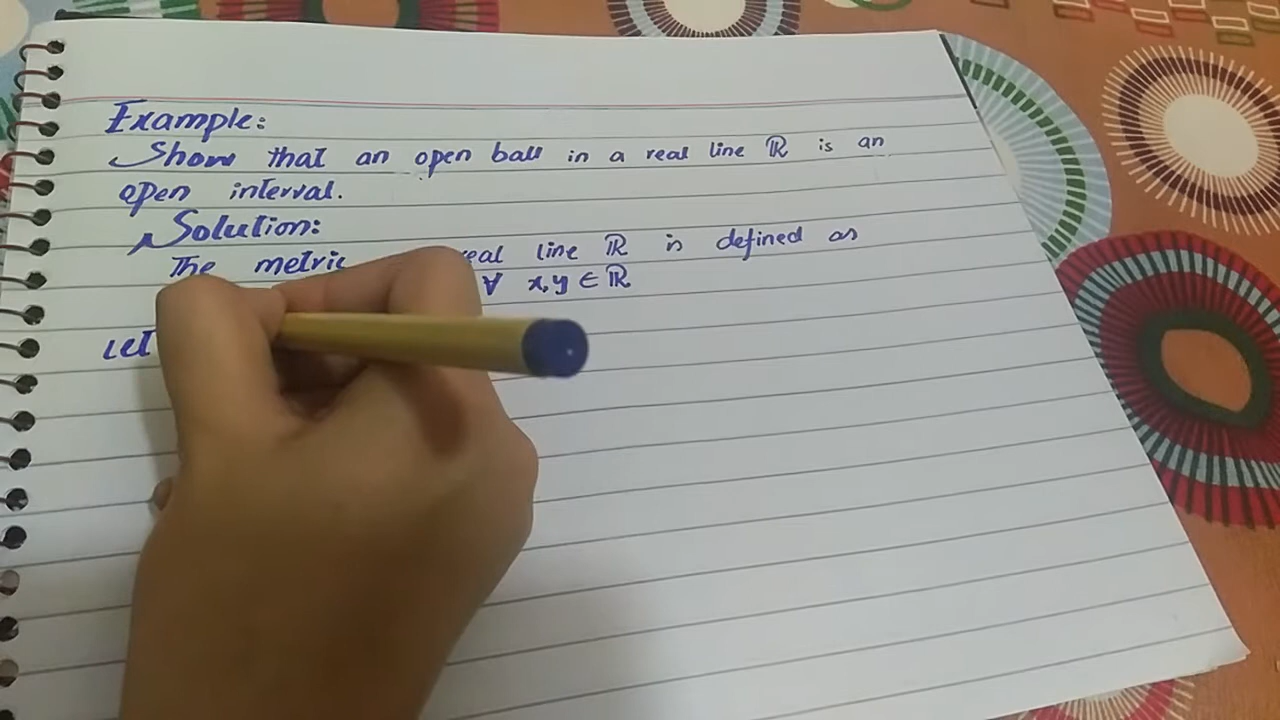 Example:
Show that an open ball in a real line ℝ is an
open interval.
Solution:
The metric real line ℝ is defined as
∀ x,y ∈ ℝ
Let